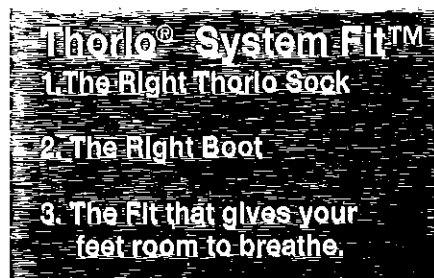 Thorlo® System Fit™
1.The Right Thorlo Sock
2. The Right Boot
3. The Fit that gives your
feet room to breathe.